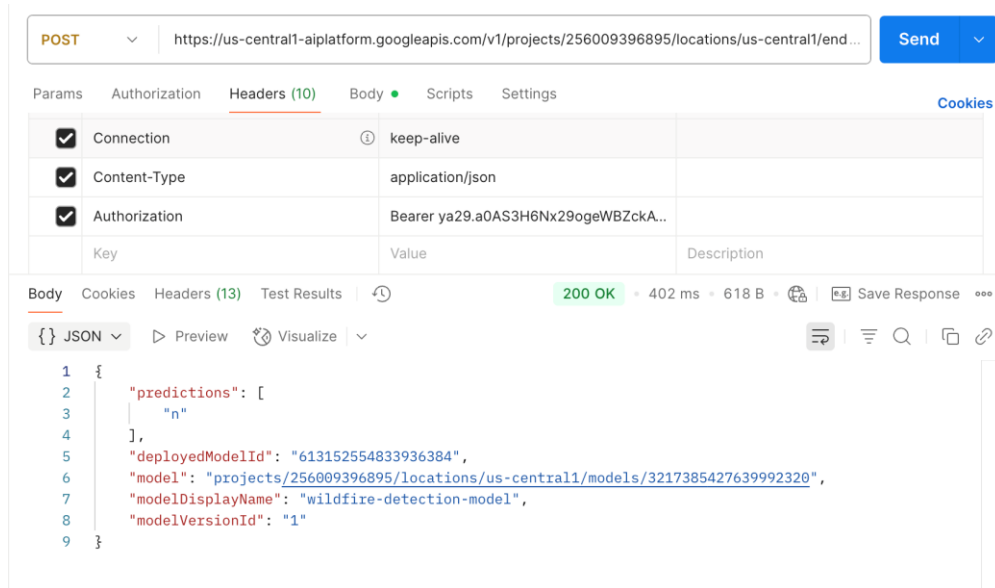 POST https://us-central1-aiplatform.googleapis.com/v1/projects/256009396895/locations/us-central1/end... Send
Params Authorization Headers (10) Body Scripts Settings
Cookies
Connection keep-alive
Content-Type application/json
Authorization Bearer ya29.a0AS3H6Nx29ogeWBZckA...
Key Value Description
Body Cookies Headers (13) Test Results 200 OK 402 ms 618 B e.g. Save Response
{} JSON Preview Visualize
1 {
2 "predictions": [
3 "n"
4 ],
5 "deployedModelId": "613152554833936384",
6 "model": "projects/256009396895/locations/us-central1/models/3217385427639992320",
7 "modelDisplayName": "wildfire-detection-model",
8 "modelVersionId": "1"
9 }